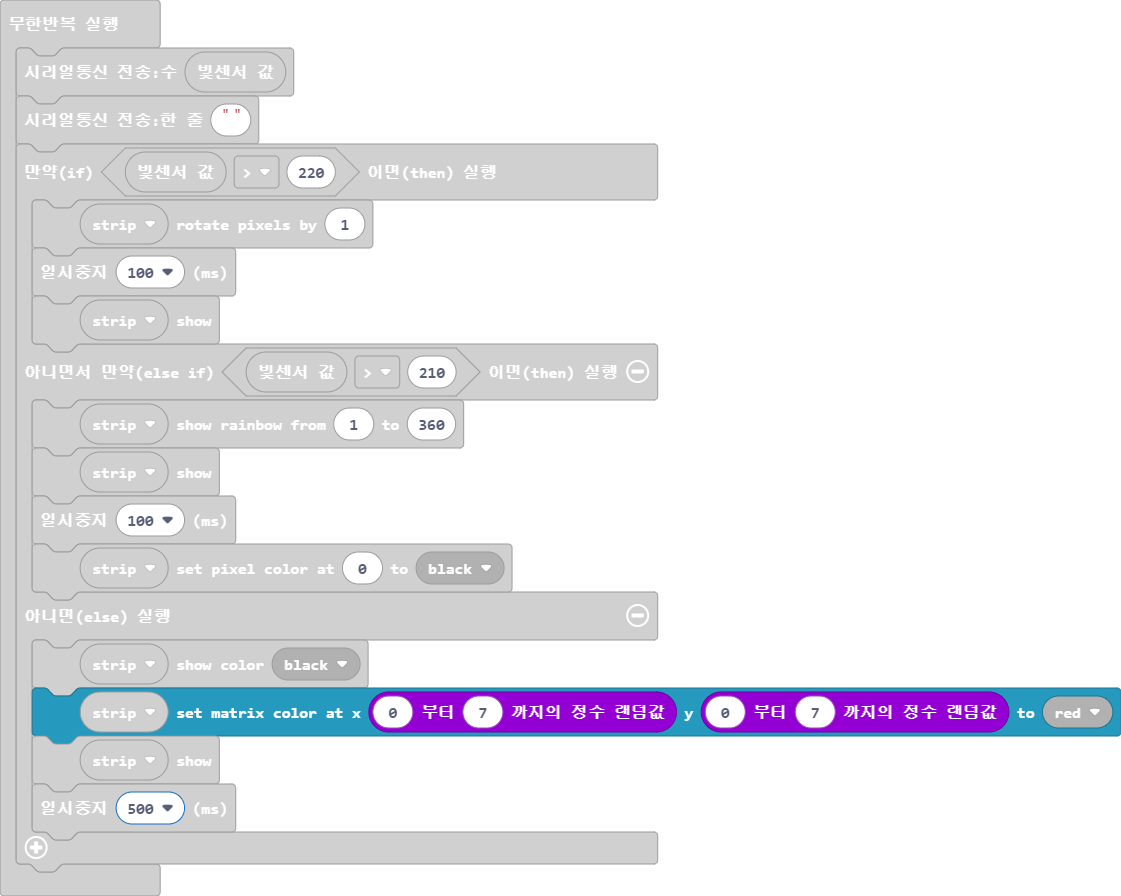 무한반복 실행
시리얼통신 전송:수 빛센서 값
시리얼통신 전송:한 줄 " "
만약(if) 빛센서 값 > 220 이면(then) 실행
strip rotate pixels by 1
일시중지 100 (ms)
strip show
아니면서 만약(else if) 빛센서 값 > 210 이면(then) 실행
strip show rainbow from 1 to 360
strip show
일시중지 100 (ms)
strip set pixel color at 0 to black
아니면(else) 실행
strip show color black
strip set matrix color at x 0 부터 7 까지의 정수 랜덤값 y 0 부터 7 까지의 정수 랜덤값 to red
strip show
일시중지 500 (ms)